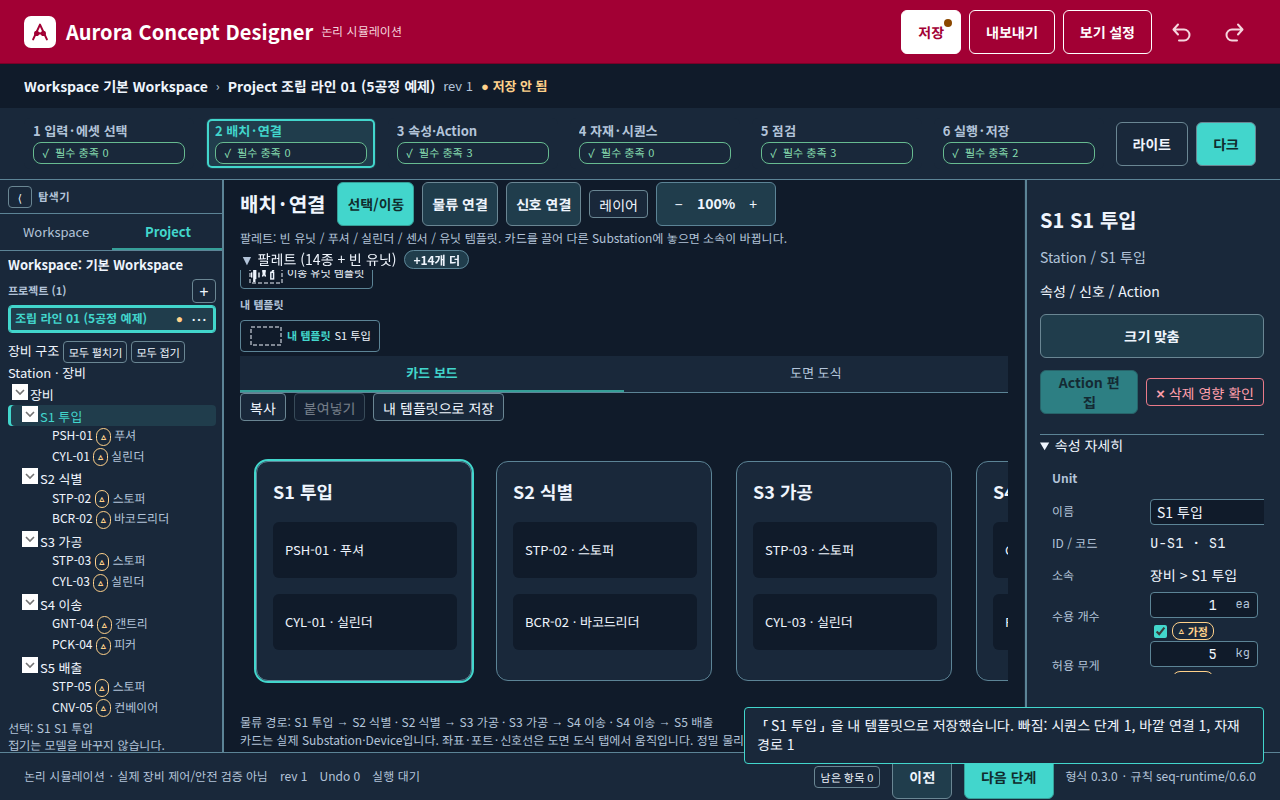 Aurora Concept Designer 논리 시뮬레이션
저장
내보내기
보기 설정
Workspace 기본 Workspace › Project 조립 라인 01 (5공정 예제) rev 1 ● 저장 안 됨
1 입력·에셋 선택
✓ 필수 충족 0
2 배치·연결
✓ 필수 충족 0
3 속성·Action
✓ 필수 충족 3
4 자재·시퀀스
✓ 필수 충족 0
5 점검
✓ 필수 충족 3
6 실행·저장
✓ 필수 충족 2
라이트
다크
⟨ 탐색기
Workspace
Project
Workspace: 기본 Workspace
프로젝트 (1)
+
조립 라인 01 (5공정 예제) ● ⋯
장비 구조 모두 펼치기 모두 접기
Station · 장비
장비
S1 투입
PSH-01 푸셔
CYL-01 실린더
S2 식별
STP-02 스토퍼
BCR-02 바코드리더
S3 가공
STP-03 스토퍼
CYL-03 실린더
S4 이송
GNT-04 갠트리
PCK-04 피커
S5 배출
STP-05 스토퍼
CNV-05 컨베이어
선택: S1 S1 투입
접기는 모델을 바꾸지 않습니다.
배치·연결
선택/이동
물류 연결
신호 연결
레이어
− 100% +
팔레트: 빈 유닛 / 푸셔 / 실린더 / 센서 / 유닛 템플릿. 카드를 끌어 다른 Substation에 놓으면 소속이 바뀝니다.
▼ 팔레트 (14종 + 빈 유닛) +14개 더
이송 유닛 템플릿
내 템플릿
내 템플릿 S1 투입
카드 보드
도면 도식
복사
붙여넣기
내 템플릿으로 저장
S1 투입
PSH-01 · 푸셔
CYL-01 · 실린더
S2 식별
STP-02 · 스토퍼
BCR-02 · 바코드리더
S3 가공
STP-03 · 스토퍼
CYL-03 · 실린더
S4
물류 경로: S1 투입 → S2 식별 · S2 식별 → S3 가공 · S3 가공 → S4 이송 · S4 이송 → S5 배출
카드는 실제 Substation·Device입니다. 좌표·포트·신호선은 도면 도식 탭에서 움직입니다. 정밀 물리
S1 S1 투입
Station / S1 투입
속성 / 신호 / Action
크기 맞춤
Action 편
집
× 삭제 영향 확인
▼ 속성 자세히
Unit
이름 S1 투입
ID / 코드 U-S1 · S1
소속 장비 > S1 투입
수용 개수 1 ea
가정
허용 무게 5 kg
「S1 투입」을 내 템플릿으로 저장했습니다. 빠짐: 시퀀스 단계 1, 바깥 연결 1, 자재
경로 1
논리 시뮬레이션 · 실제 장비 제어/안전 검증 아님 rev 1 Undo 0 실행 대기
남은 항목 0
이전
다음 단계
형식 0.3.0 · 규칙 seq-runtime/0.6.0